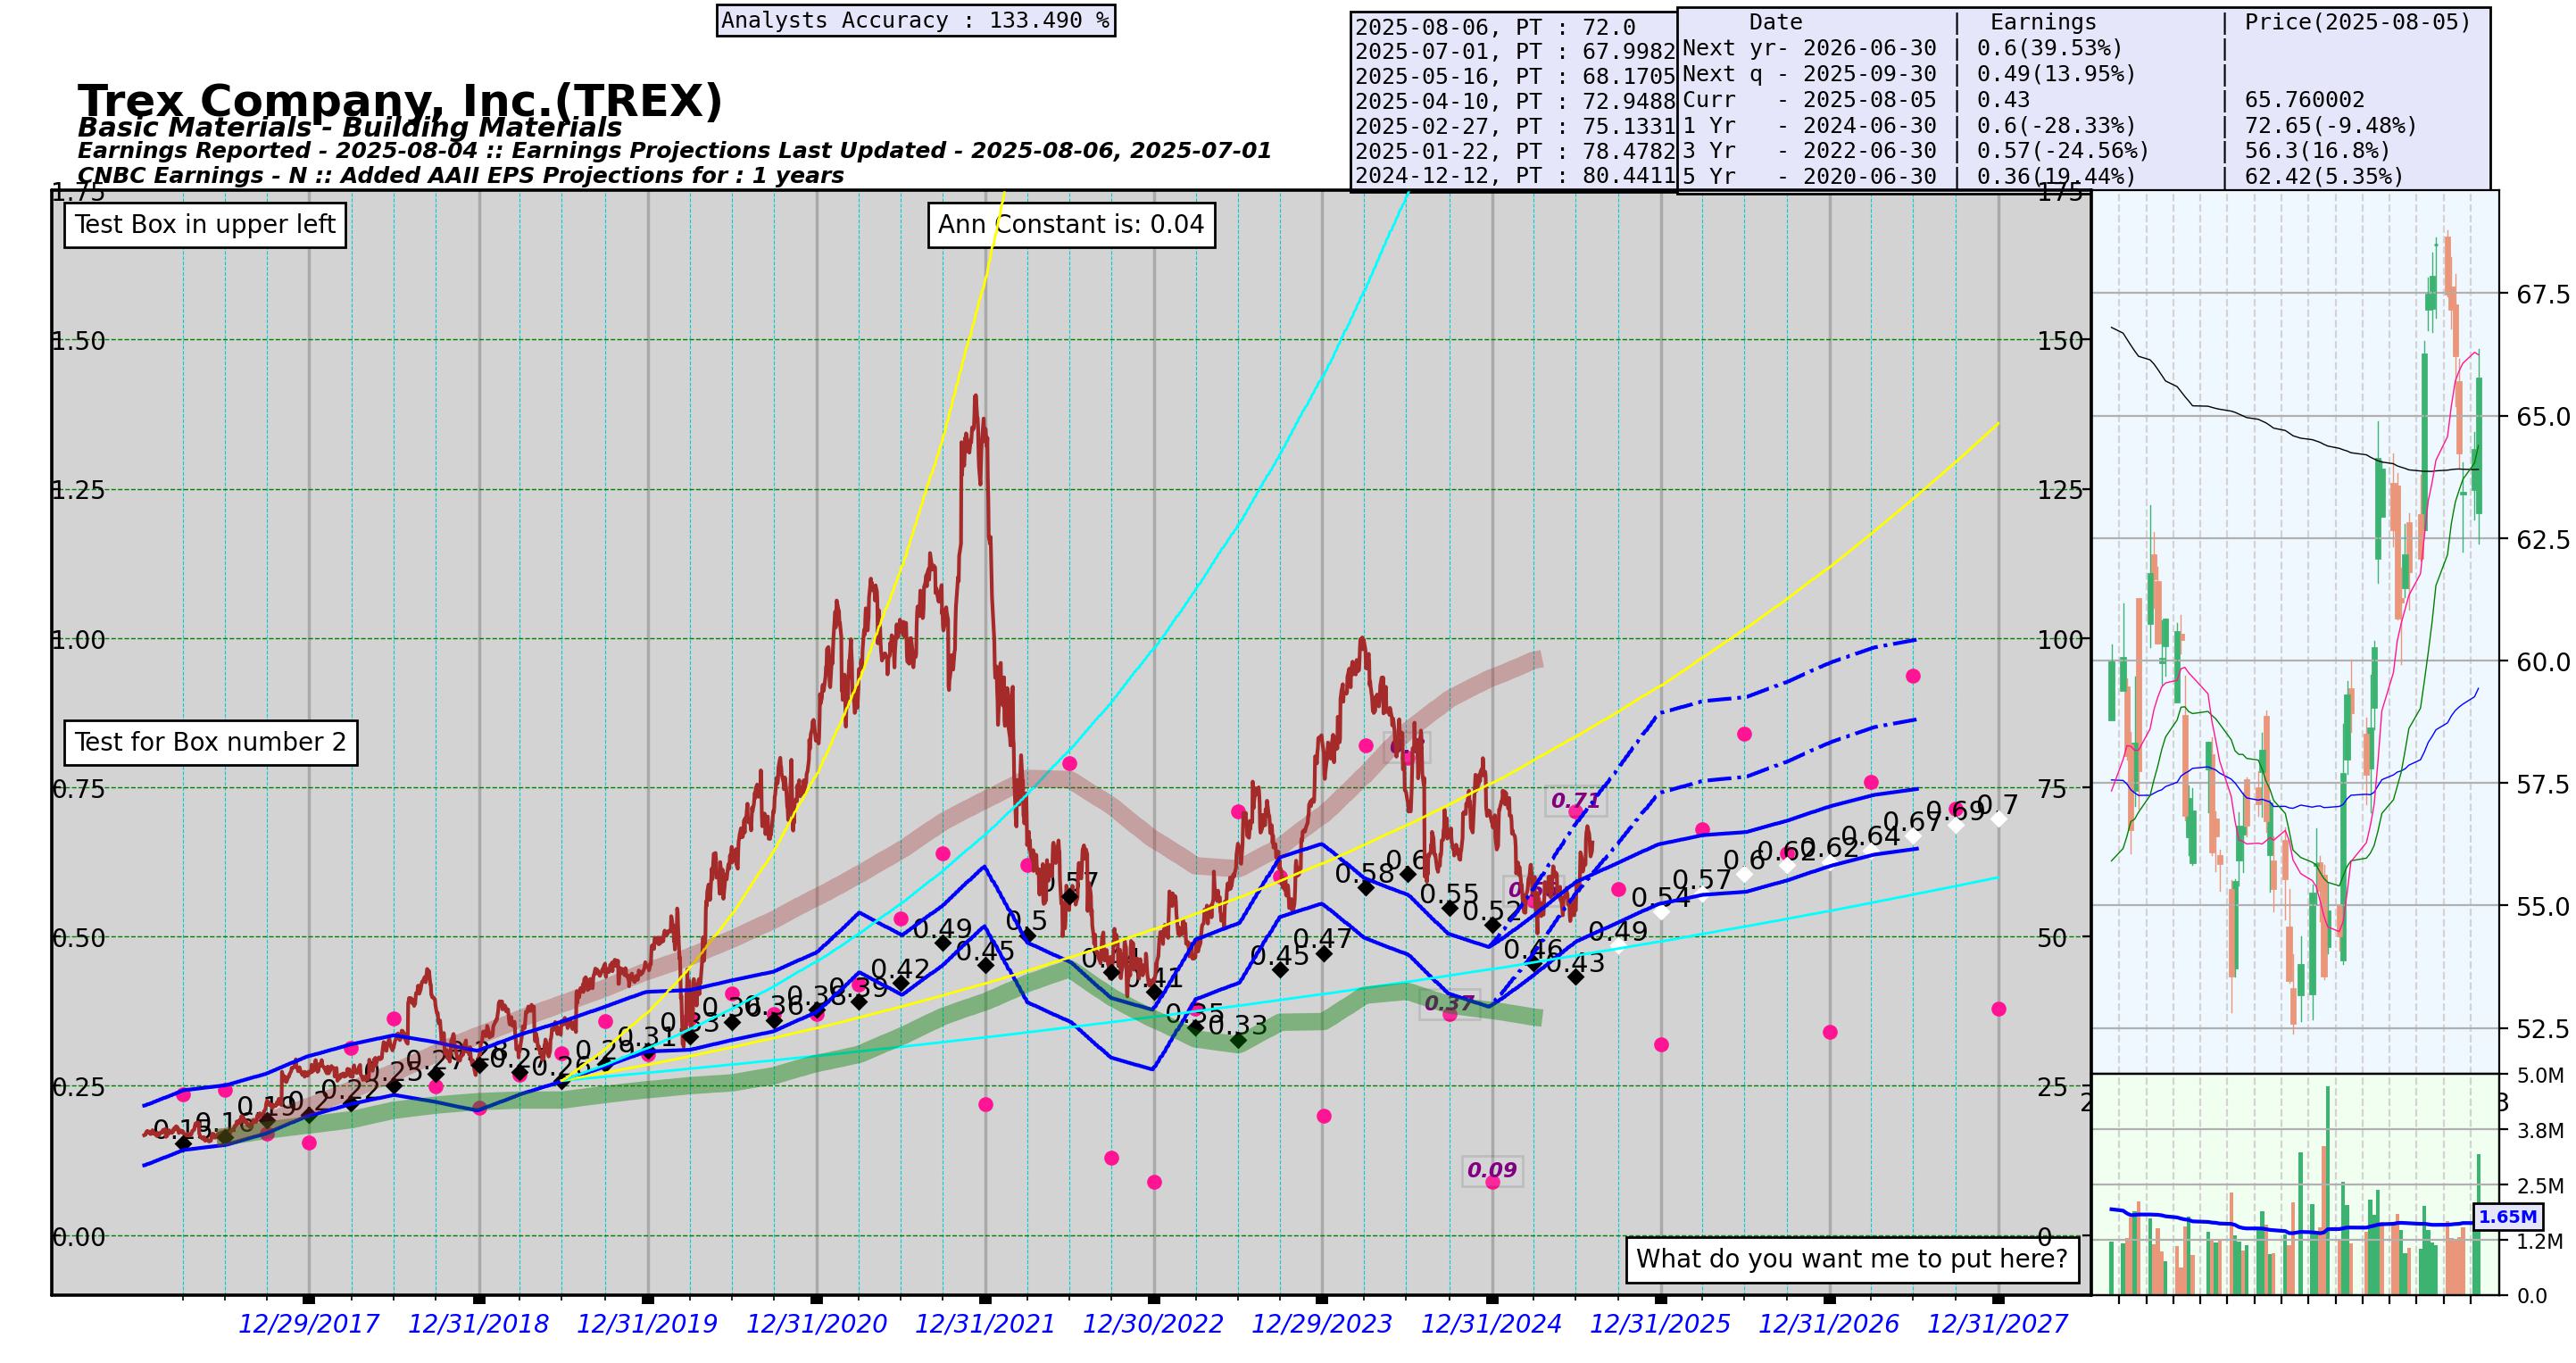 Analysts Accuracy : 133.490 %
2025-08-06, PT : 72.0
2025-07-01, PT : 67.9982
2025-05-16, PT : 68.1705
2025-04-10, PT : 72.9488
2025-02-27, PT : 75.1331
2025-01-22, PT : 78.4782
2024-12-12, PT : 80.4411
Date | Earnings | Price(2025-08-05)
Next yr- 2026-06-30 | 0.6(39.53%) |
Next q - 2025-09-30 | 0.49(13.95%) |
Curr - 2025-08-05 | 0.43 | 65.760002
1 Yr - 2024-06-30 | 0.6(-28.33%) | 72.65(-9.48%)
3 Yr - 2022-06-30 | 0.57(-24.56%) | 56.3(16.8%)
5 Yr - 2020-06-30 | 0.36(19.44%) | 62.42(5.35%)
Trex Company, Inc.(TREX)
Basic Materials - Building Materials
Earnings Reported - 2025-08-04 :: Earnings Projections Last Updated - 2025-08-06, 2025-07-01
CNBC Earnings - N :: Added AAII EPS Projections for : 1 years
Test Box in upper left
Ann Constant is: 0.04
Test for Box number 2
What do you want me to put here?
1.75
1.50
1.25
1.00
0.75
0.50
0.25
0.00
175
150
125
100
75
50
25
0
67.5
65.0
62.5
60.0
57.5
55.0
52.5
5.0M
3.8M
2.5M
1.65M
1.2M
0.0
0.22
0.25
0.31
0.42
0.49
0.45
0.5
0.57
0.33
0.45
0.47
0.58
0.6
0.55
0.52
0.46
0.43
0.49
0.54
0.57
0.6
0.62
0.62
0.64
0.67
0.69
0.7
0.71
0.37
0.09
12/29/2017
12/31/2018
12/31/2019
12/31/2020
12/31/2021
12/30/2022
12/29/2023
12/31/2024
12/31/2025
12/31/2026
12/31/2027